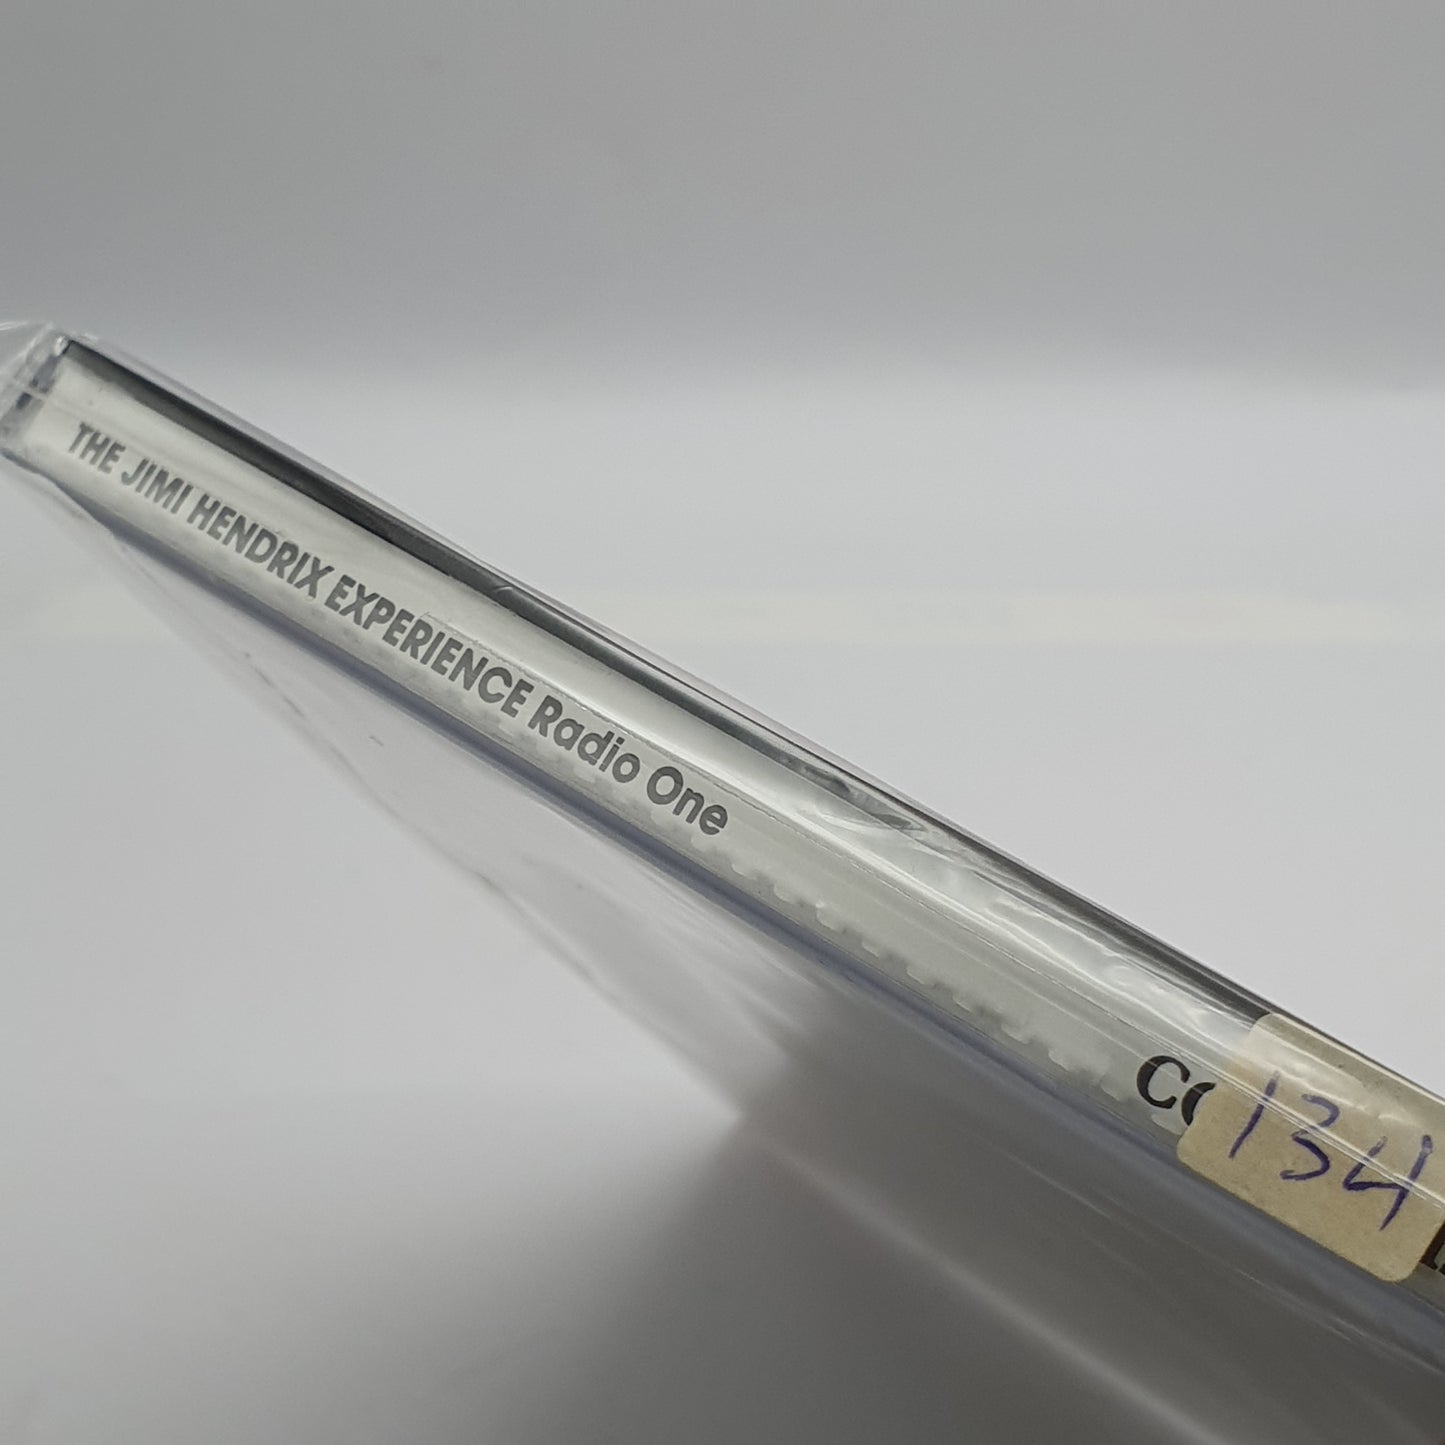 THE JIMI HENDRIX EXPERIENCE Radio One
134